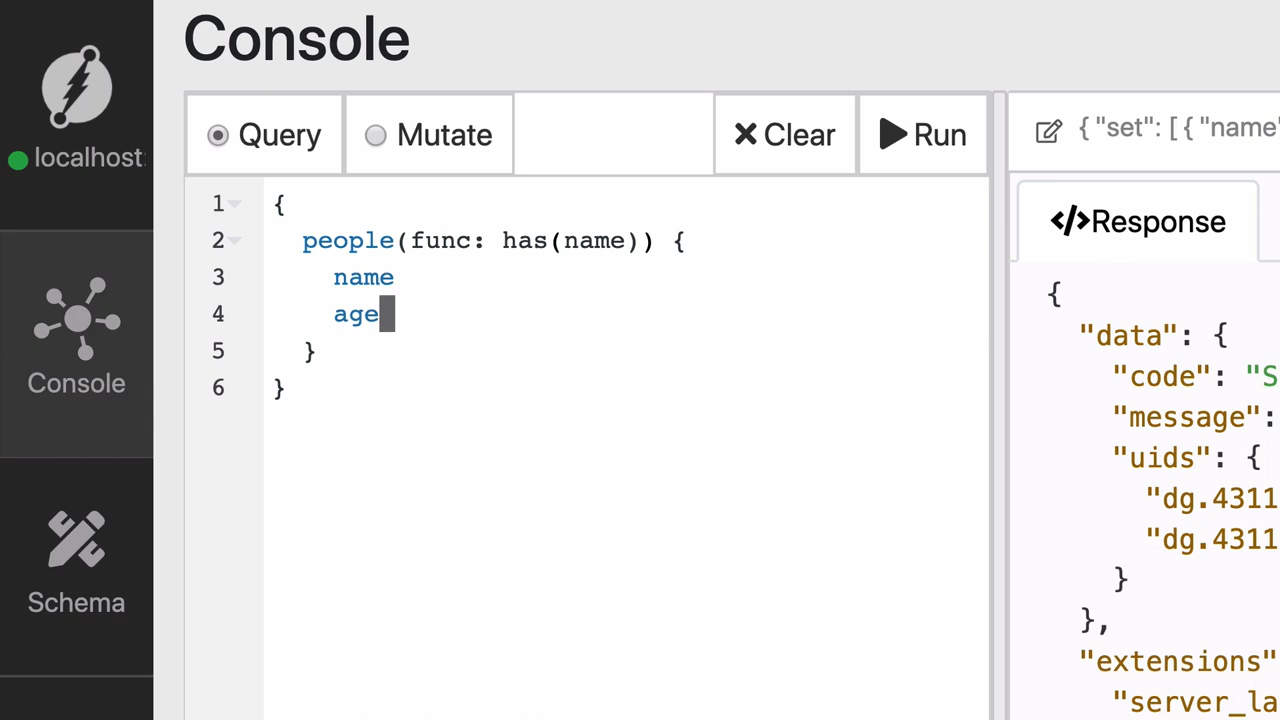 Console
localhost:
Console
Schema
Query
Mutate
Clear
Run
1 {
2 people(func: has(name)) {
3 name
4 age
5 }
6 }
{ "set": [ { "name"
</>Response
{
"data": {
"code": "S
"message":
"uids": {
"dg.4311
"dg.4311
}
},
"extensions"
"server_la